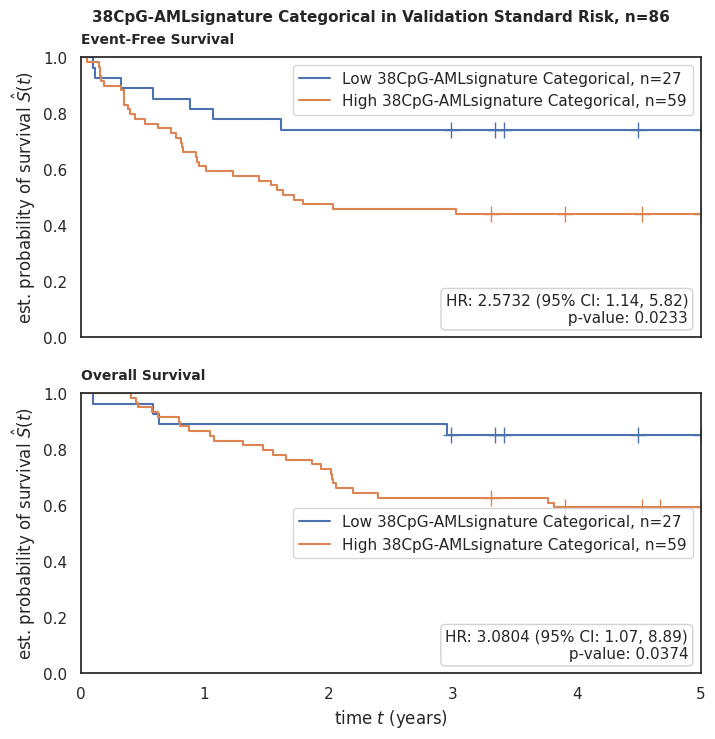 38CpG-AMLsignature Categorical in Validation Standard Risk, n=86
Event-Free Survival
1.0
0.8
0.6
0.4
0.2
0.0
est. probability of survival Ŝ(t)
Low 38CpG-AMLsignature Categorical, n=27
High 38CpG-AMLsignature Categorical, n=59
HR: 2.5732 (95% CI: 1.14, 5.82)
p-value: 0.0233
Overall Survival
1.0
0.8
0.6
0.4
0.2
0.0
est. probability of survival Ŝ(t)
Low 38CpG-AMLsignature Categorical, n=27
High 38CpG-AMLsignature Categorical, n=59
HR: 3.0804 (95% CI: 1.07, 8.89)
p-value: 0.0374
0 1 2 3 4 5
time t (years)